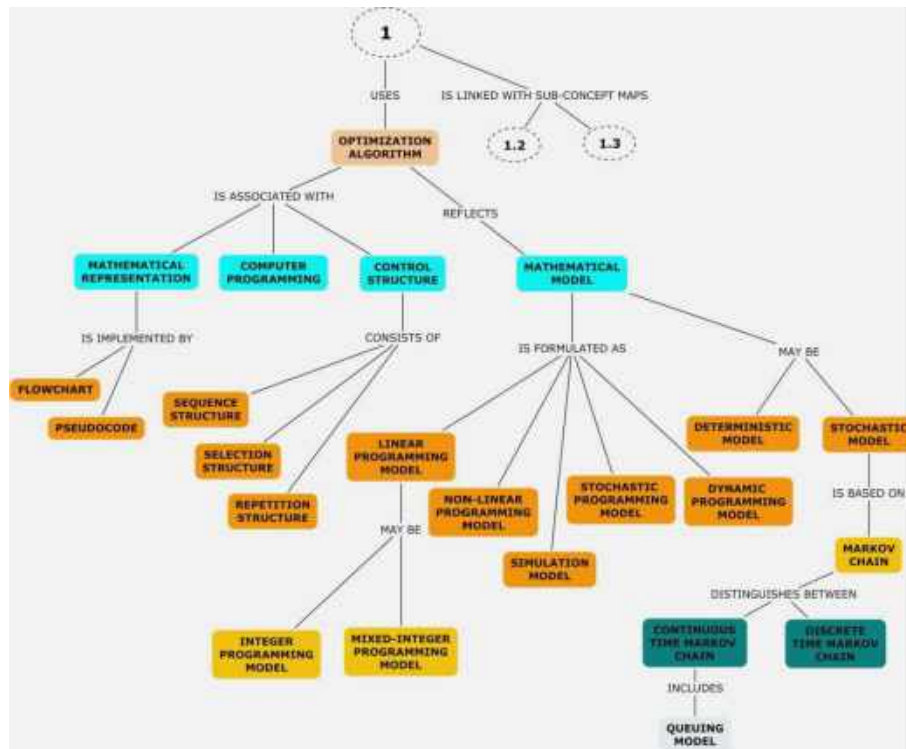 1
USES
IS LINKED WITH SUB-CONCEPT MAPS
OPTIMIZATION
ALGORITHM
1.2
1.3
IS ASSOCIATED WITH
REFLECTS
MATHEMATICAL
REPRESENTATION
COMPUTER
PROGRAMMING
CONTROL
STRUCTURE
MATHEMATICAL
MODEL
IS IMPLEMENTED BY
CONSISTS OF
IS FORMULATED AS
MAY BE
FLOWCHART
PSEUDOCODE
SEQUENCE
STRUCTURE
SELECTION
STRUCTURE
REPETITION
STRUCTURE
LINEAR
PROGRAMMING
MODEL
NON-LINEAR
PROGRAMMING
MODEL
SIMULATION
MODEL
STOCHASTIC
PROGRAMMING
MODEL
DYNAMIC
PROGRAMMING
MODEL
DETERMINISTIC
MODEL
STOCHASTIC
MODEL
IS BASED ON
MAY BE
MARKOV
CHAIN
DISTINGUISHES BETWEEN
INTEGER
PROGRAMMING
MODEL
MIXED-INTEGER
PROGRAMMING
MODEL
CONTINUOUS
TIME MARKOV
CHAIN
DISCRETE
TIME MARKOV
CHAIN
INCLUDES
QUEUING
MODEL